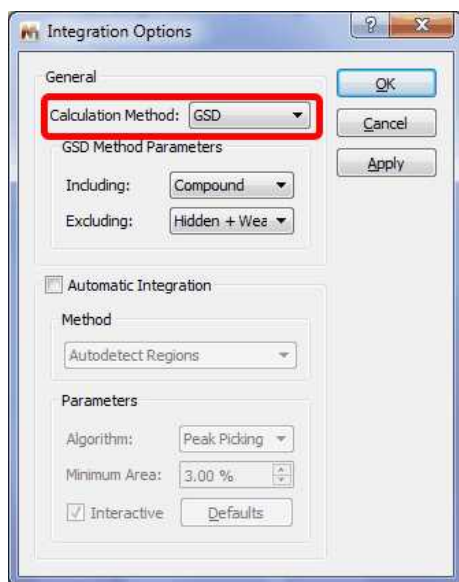 Integration Options
General
OK
Calculation Method: GSD
Cancel
GSD Method Parameters
Apply
Including: Compound
Excluding: Hidden + Wea
Automatic Integration
Method
Autodetect Regions
Parameters
Algorithm: Peak Picking
Minimum Area: 3.00 %
Interactive Defaults